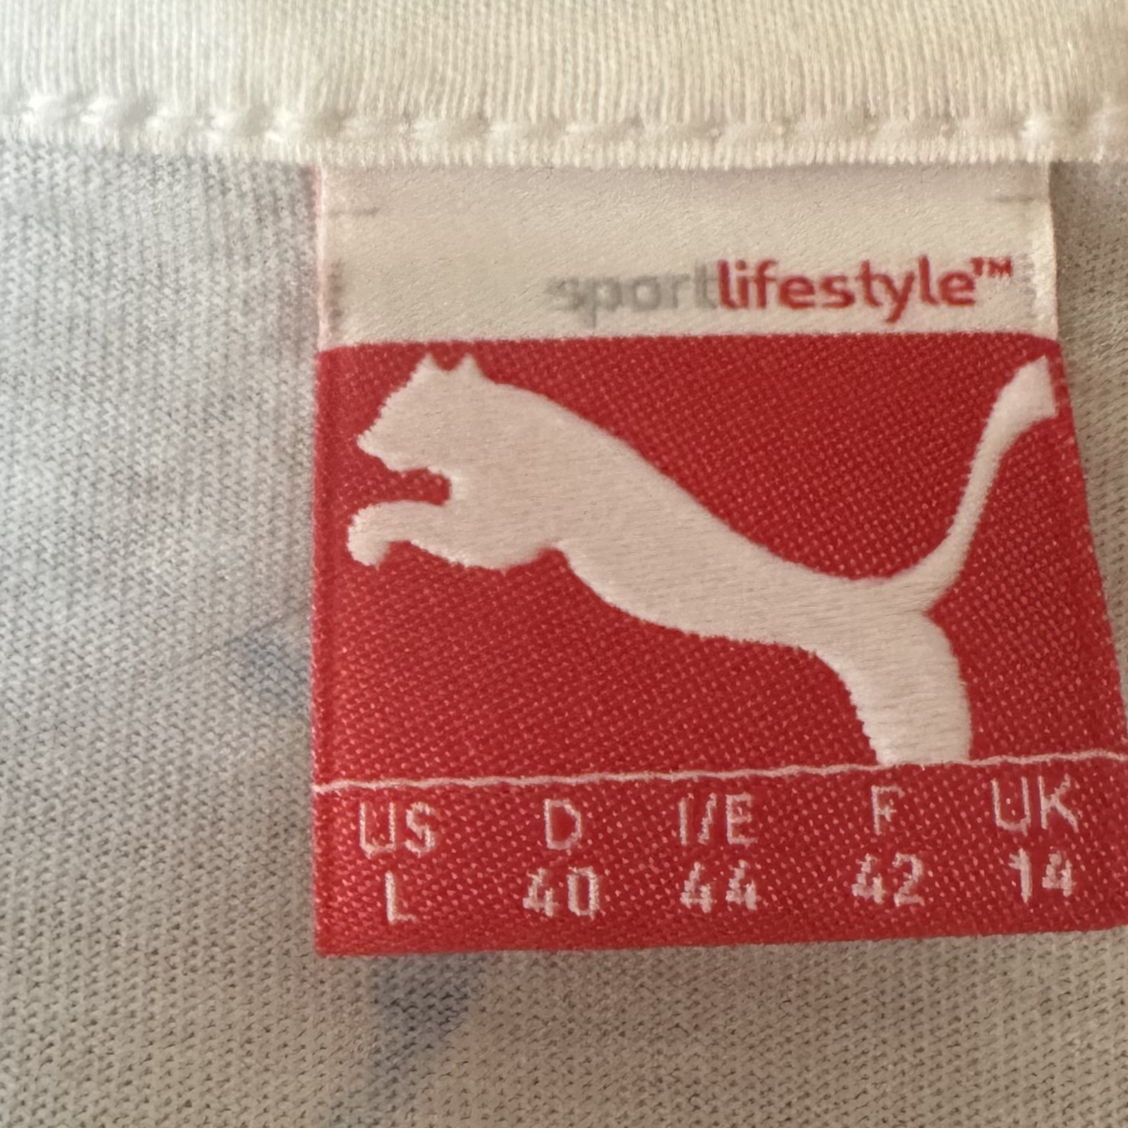 sportlifestyle™
US D I/E F UK
L 40 44 42 14